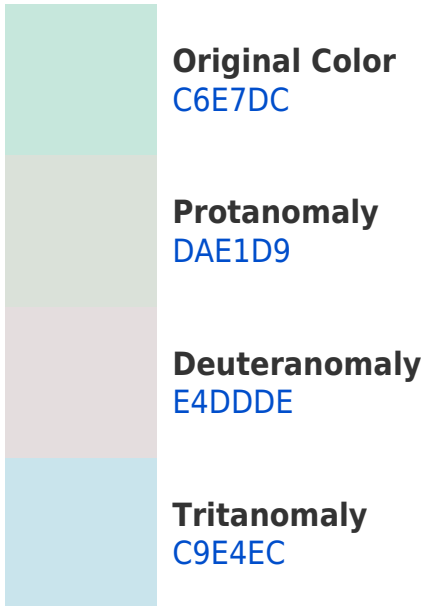 Original Color
C6E7DC
Protanomaly
DAE1D9
Deuteranomaly
E4DDDE
Tritanomaly
C9E4EC